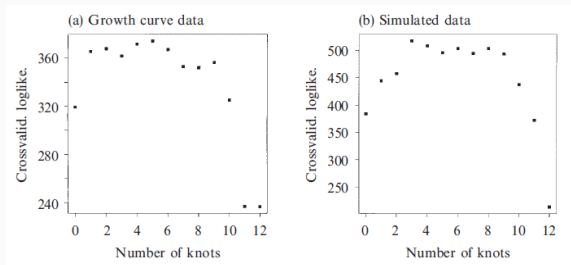 (a) Growth curve data
Crossvalid. loglike.
360
320
280
240
0 2 4 6 8 10 12
Number of knots
(b) Simulated data
Crossvalid. loglike.
500
450
400
350
300
250
0 2 4 6 8 10 12
Number of knots